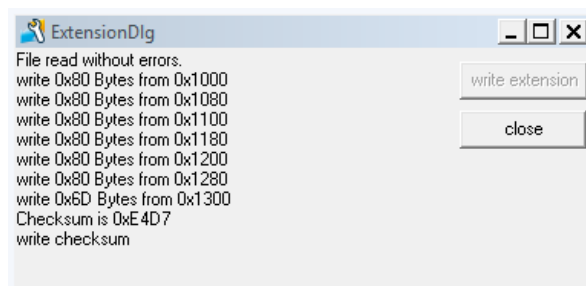 ExtensionDlg
File read without errors.
write 0x80 Bytes from 0x1000
write 0x80 Bytes from 0x1080
write 0x80 Bytes from 0x1100
write 0x80 Bytes from 0x1180
write 0x80 Bytes from 0x1200
write 0x80 Bytes from 0x1280
write 0x6D Bytes from 0x1300
Checksum is 0xE4D7
write checksum
write extension
close